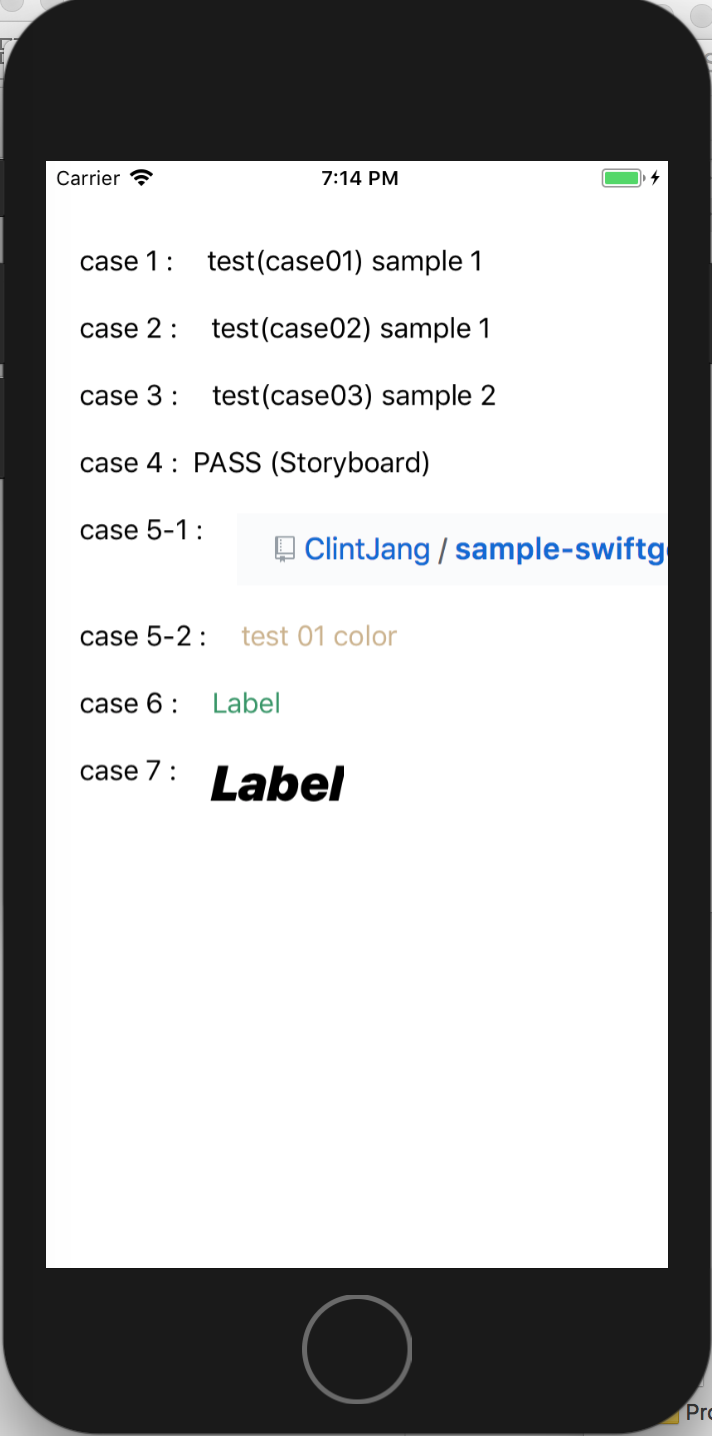 Carrier 7:14 PM
case 1 : test(case01) sample 1
case 2 : test(case02) sample 1
case 3 : test(case03) sample 2
case 4 : PASS (Storyboard)
case 5-1 : ClintJang / sample-swiftg
case 5-2 : test 01 color
case 6 : Label
case 7 : Label